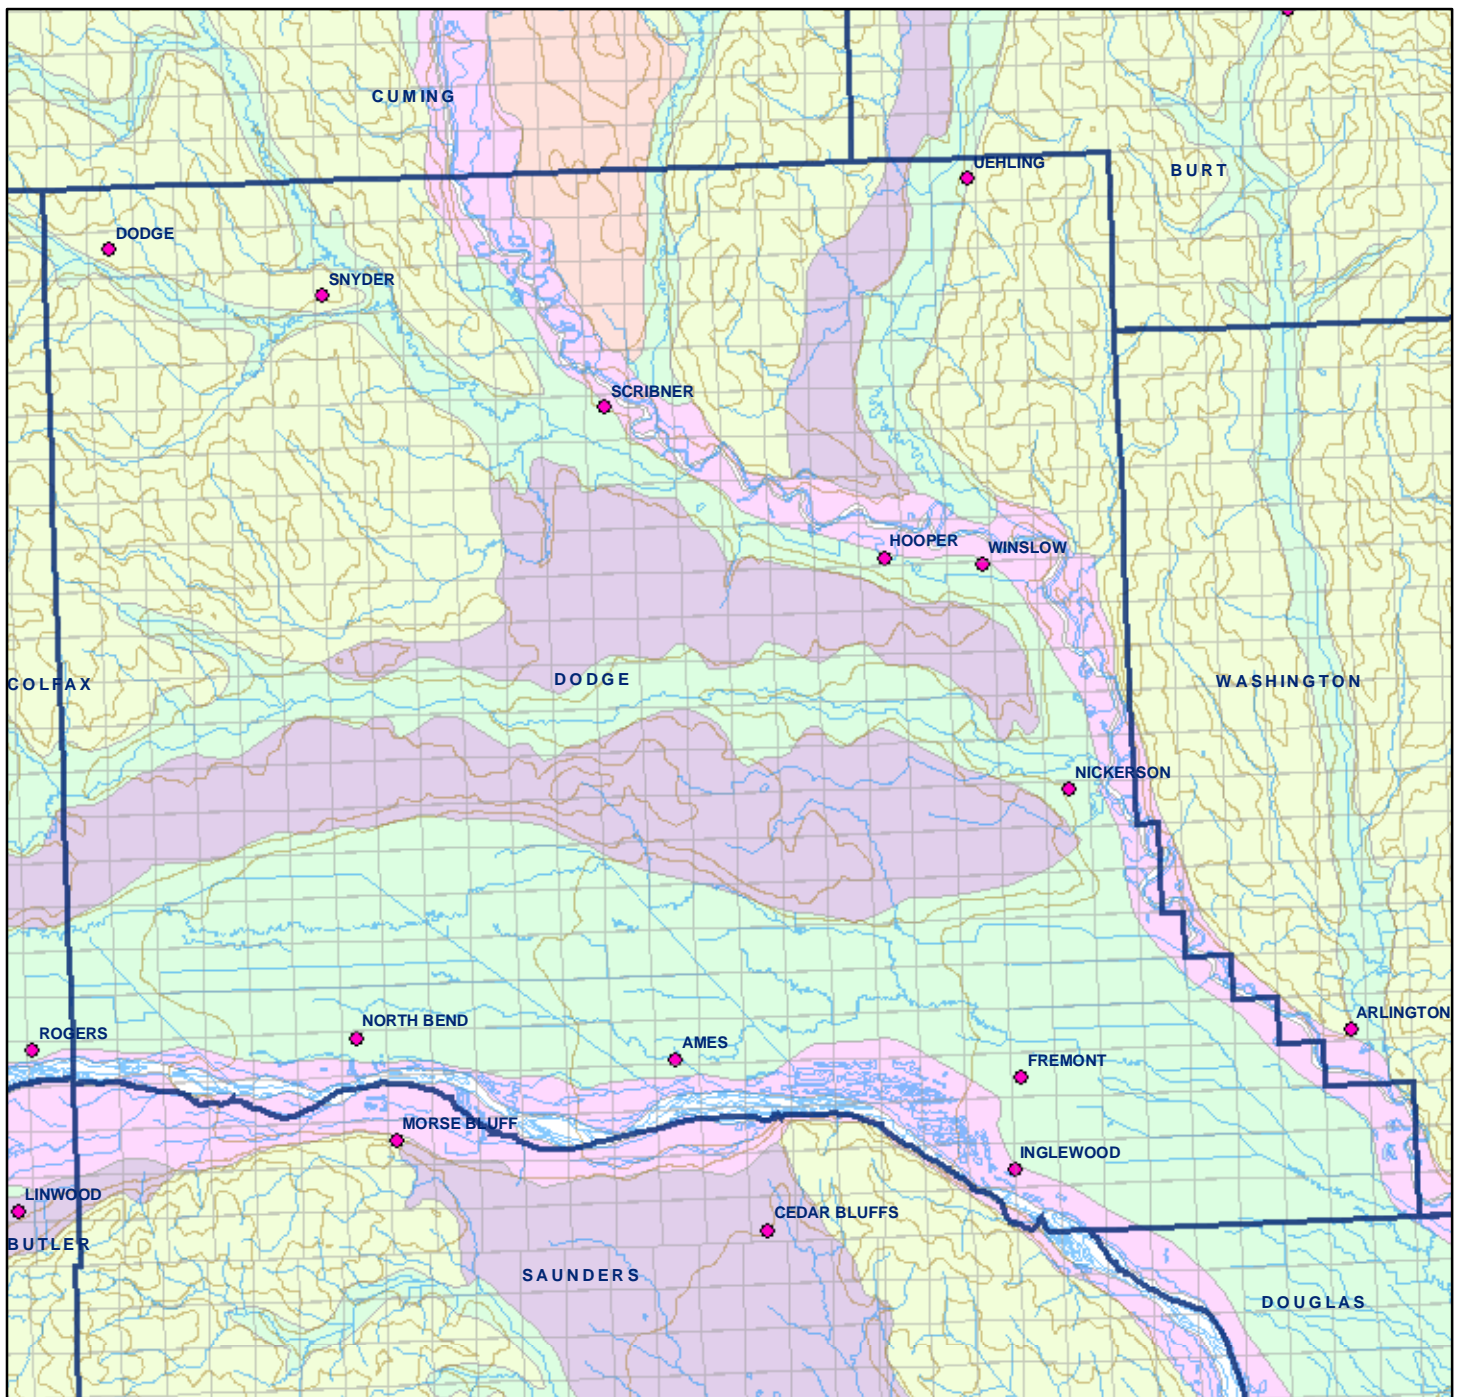 CUMING
UEHLING
BURT
DODGE
SNYDER
SCRIBNER
HOOPER
WINSLOW
DODGE
COLFAX
WASHINGTON
NICKERSON
ARLINGTON
NORTH BEND
ROGERS
AMES
FREMONT
MORSE BLUFF
INGLEWOOD
LINWOOD
CEDAR BLUFFS
BUTLER
SAUNDERS
DOUGLAS